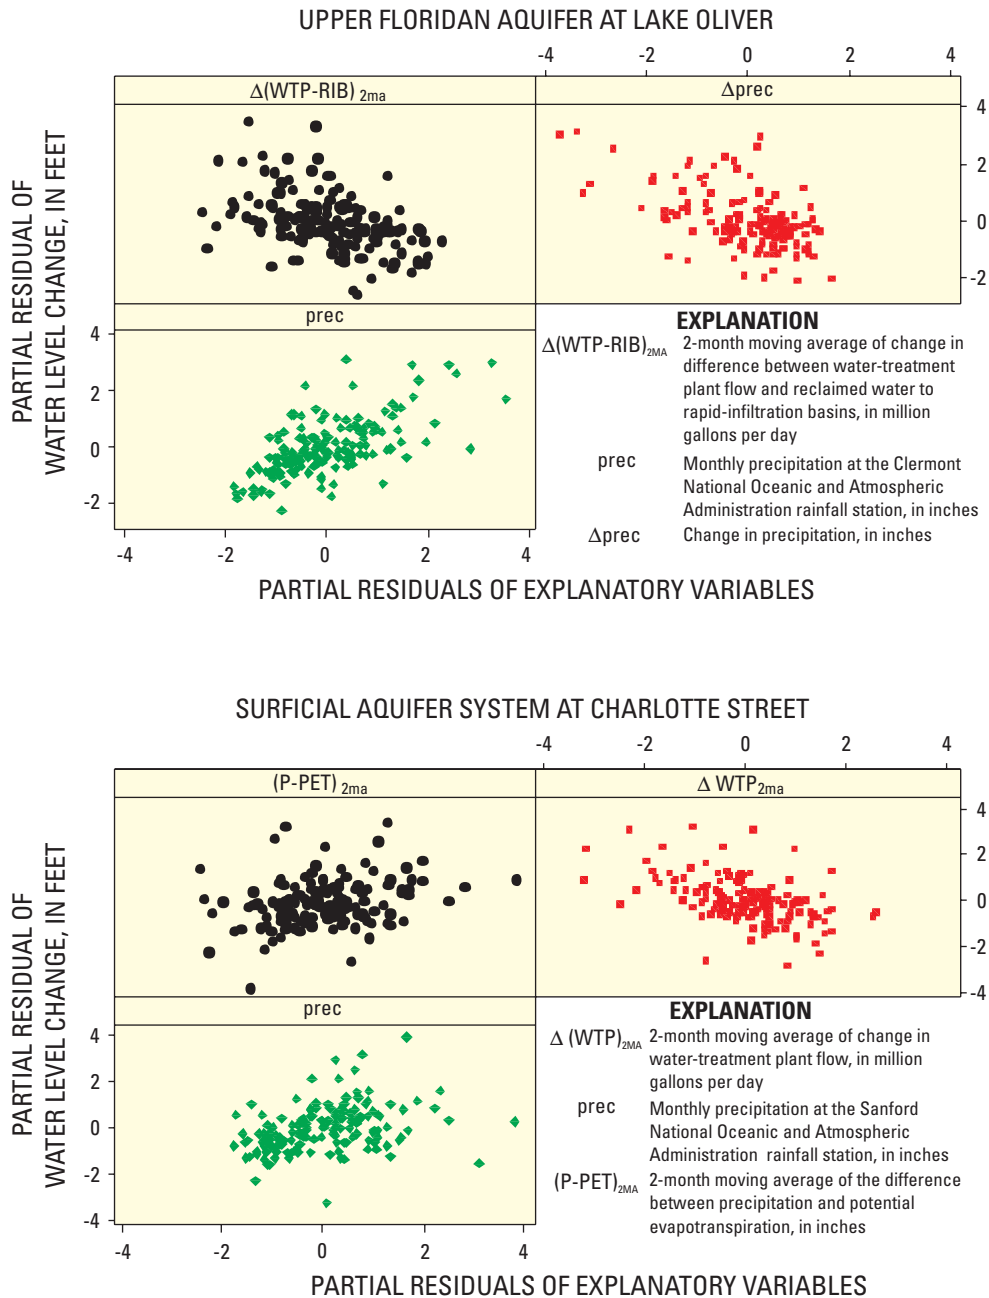 UPPER FLORIDAN AQUIFER AT LAKE OLIVER
-4 -2 0 2 4
Δ(WTP-RIB) 2ma
Δprec
4
2
0
-2
PARTIAL RESIDUAL OF
WATER LEVEL CHANGE, IN FEET
prec
4
2
0
-2
-4 -2 0 2 4
PARTIAL RESIDUALS OF EXPLANATORY VARIABLES
EXPLANATION
Δ(WTP-RIB)2MA 2-month moving average of change in
difference between water-treatment
plant flow and reclaimed water to
rapid-infiltration basins, in million
gallons per day
prec Monthly precipitation at the Clermont
National Oceanic and Atmospheric
Administration rainfall station, in inches
Δprec Change in precipitation, in inches
SURFICIAL AQUIFER SYSTEM AT CHARLOTTE STREET
-4 -2 0 2 4
(P-PET) 2ma
Δ WTP2ma
4
2
0
-2
-4
PARTIAL RESIDUAL OF
WATER LEVEL CHANGE, IN FEET
prec
4
2
0
-2
-4
-4 -2 0 2 4
PARTIAL RESIDUALS OF EXPLANATORY VARIABLES
EXPLANATION
Δ (WTP)2MA 2-month moving average of change in
water-treatment plant flow, in million
gallons per day
prec Monthly precipitation at the Sanford
National Oceanic and Atmospheric
Administration rainfall station, in inches
(P-PET)2MA 2-month moving average of the difference
between precipitation and potential
evapotranspiration, in inches